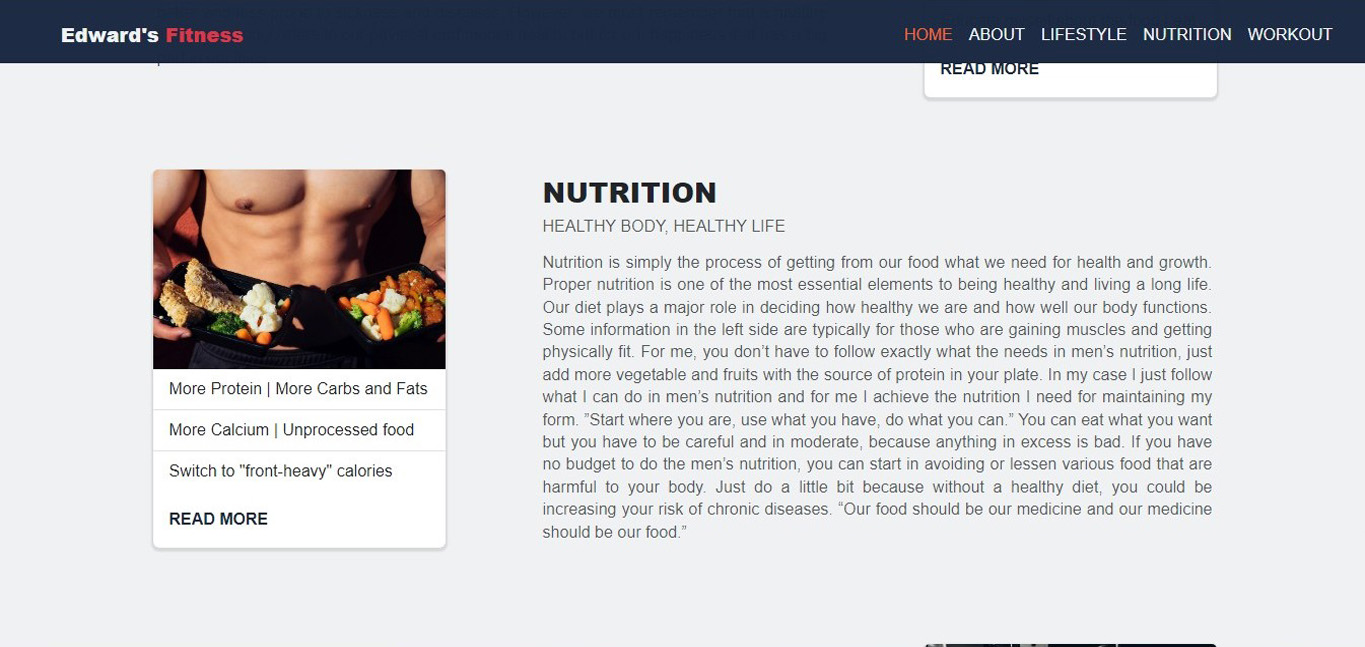 Edward's Fitness
HOME ABOUT LIFESTYLE NUTRITION WORKOUT
READ MORE
More Protein | More Carbs and Fats
More Calcium | Unprocessed food
Switch to "front-heavy" calories
READ MORE
NUTRITION
HEALTHY BODY, HEALTHY LIFE
Nutrition is simply the process of getting from our food what we need for health and growth.
Proper nutrition is one of the most essential elements to being healthy and living a long life.
Our diet plays a major role in deciding how healthy we are and how well our body functions.
Some information in the left side are typically for those who are gaining muscles and getting
physically fit. For me, you don’t have to follow exactly what the needs in men’s nutrition, just
add more vegetable and fruits with the source of protein in your plate. In my case I just follow
what I can do in men’s nutrition and for me I achieve the nutrition I need for maintaining my
form. ”Start where you are, use what you have, do what you can.” You can eat what you want
but you have to be careful and in moderate, because anything in excess is bad. If you have
no budget to do the men’s nutrition, you can start in avoiding or lessen various food that are
harmful to your body. Just do a little bit because without a healthy diet, you could be
increasing your risk of chronic diseases. “Our food should be our medicine and our medicine
should be our food.”